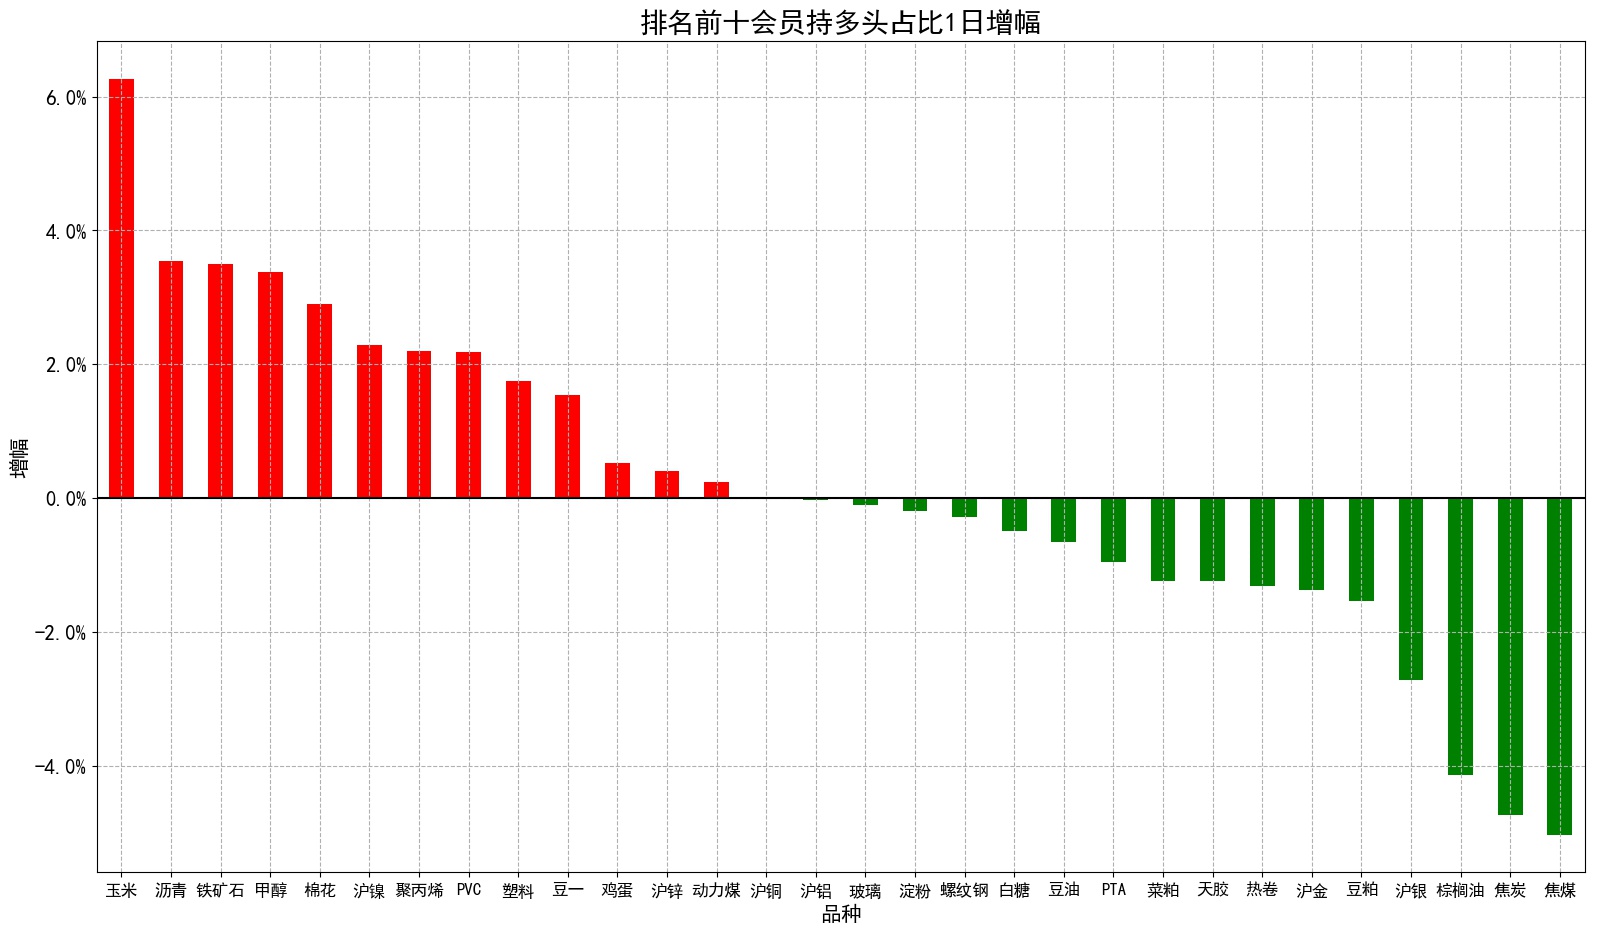 排名前十会员持多头占比1日增幅
6.0%
4.0%
2.0%
0.0%
-2.0%
-4.0%
增幅
玉米 沥青 铁矿石 甲醇 棉花 沪镍 聚丙烯 PVC 塑料 豆一 鸡蛋 沪锌 动力煤 沪铜 沪铝 玻璃 淀粉 螺纹钢 白糖 豆油 PTA 菜粕 天胶 热卷 沪金 豆粕 沪银 棕榈油 焦炭 焦煤
品种